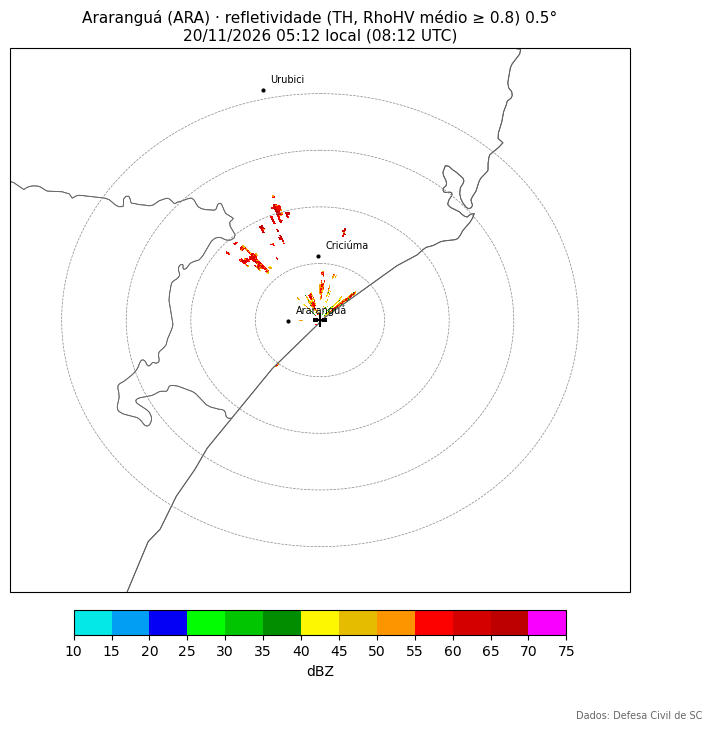 Araranguá (ARA) · refletividade (TH, RhoHV médio ≥ 0.8) 0.5°
20/11/2026 05:12 local (08:12 UTC)
Urubici
Criciúma
Araranguá
10 15 20 25 30 35 40 45 50 55 60 65 70 75
dBZ
Dados: Defesa Civil de SC